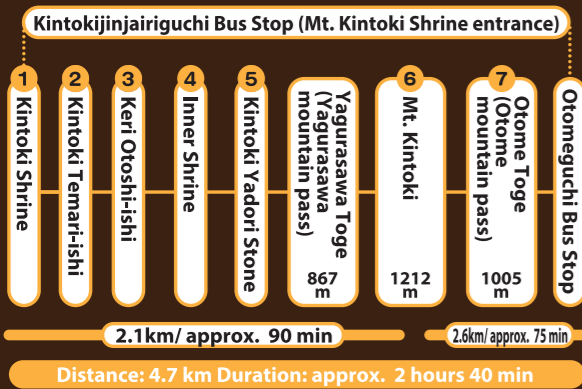 Kintokijinjairiguchi Bus Stop (Mt. Kintoki Shrine entrance)
1
Kintoki Shrine
2
Kintoki Temari-ishi
3
Keri Otoshi-ishi
4
Inner Shrine
5
Kintoki Yadori Stone
Yagurasawa Toge
(Yagurasawa
mountain pass)
867
m
6
Mt. Kintoki
1212
m
7
Otome Toge
(Otome
mountain pass)
1005
m
Otomeguchi Bus Stop
2.1km/ approx. 90 min
2.6km/ approx. 75 min
Distance: 4.7 km Duration: approx. 2 hours 40 min